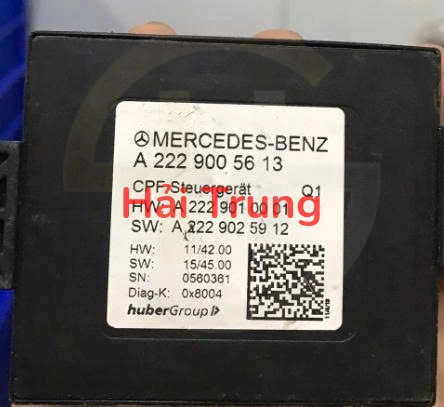 MERCEDES-BENZ
A 222 900 56 13
CPF-Steuergerät Q1
HW: A 222 901 00 01
Hải Trung
SW: A 222 902 59 12
HW: 11/42.00
SW: 15/45.00
SN: 0560361
Diag-K: 0x8004
huberGroup